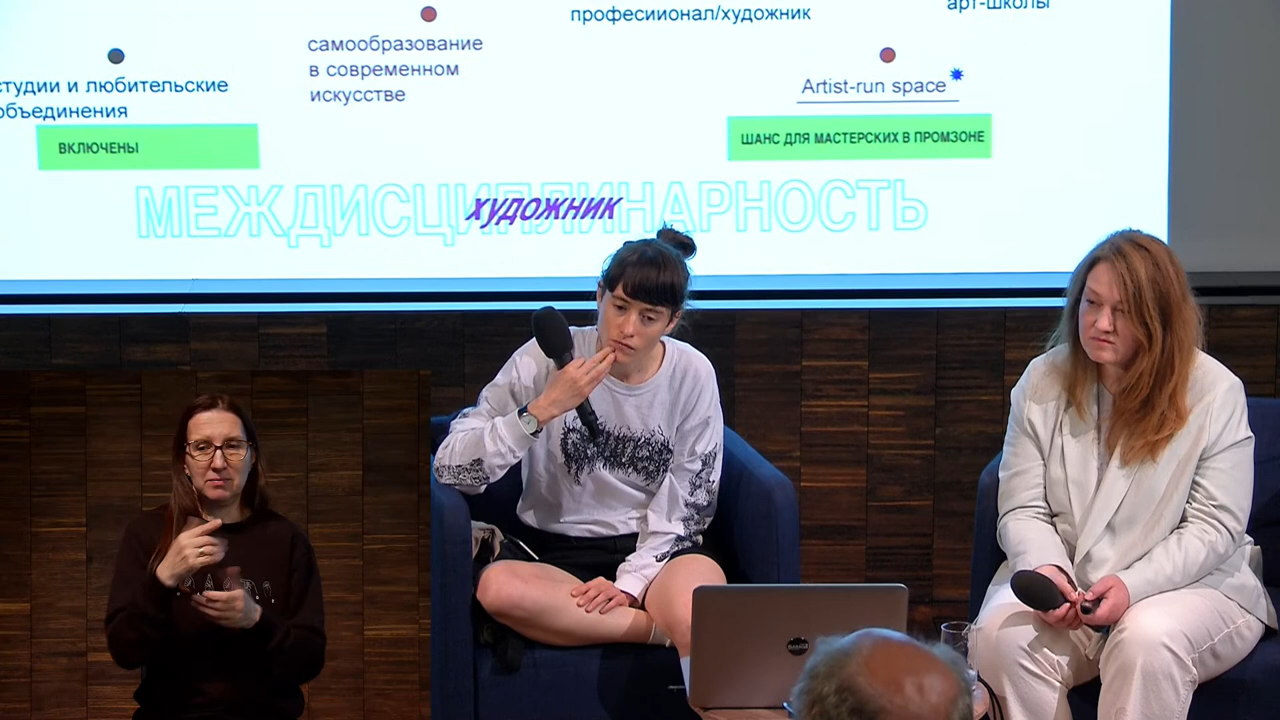 професиионал/художник
арт-школы
самообразование
в современном
искусстве
студии и любительские
объединения
Artist-run space
ВКЛЮЧЕНЫ
ШАНС ДЛЯ МАСТЕРСКИХ В ПРОМЗОНЕ
МЕЖДИСЦИПЛИНАРНОСТЬ
художник